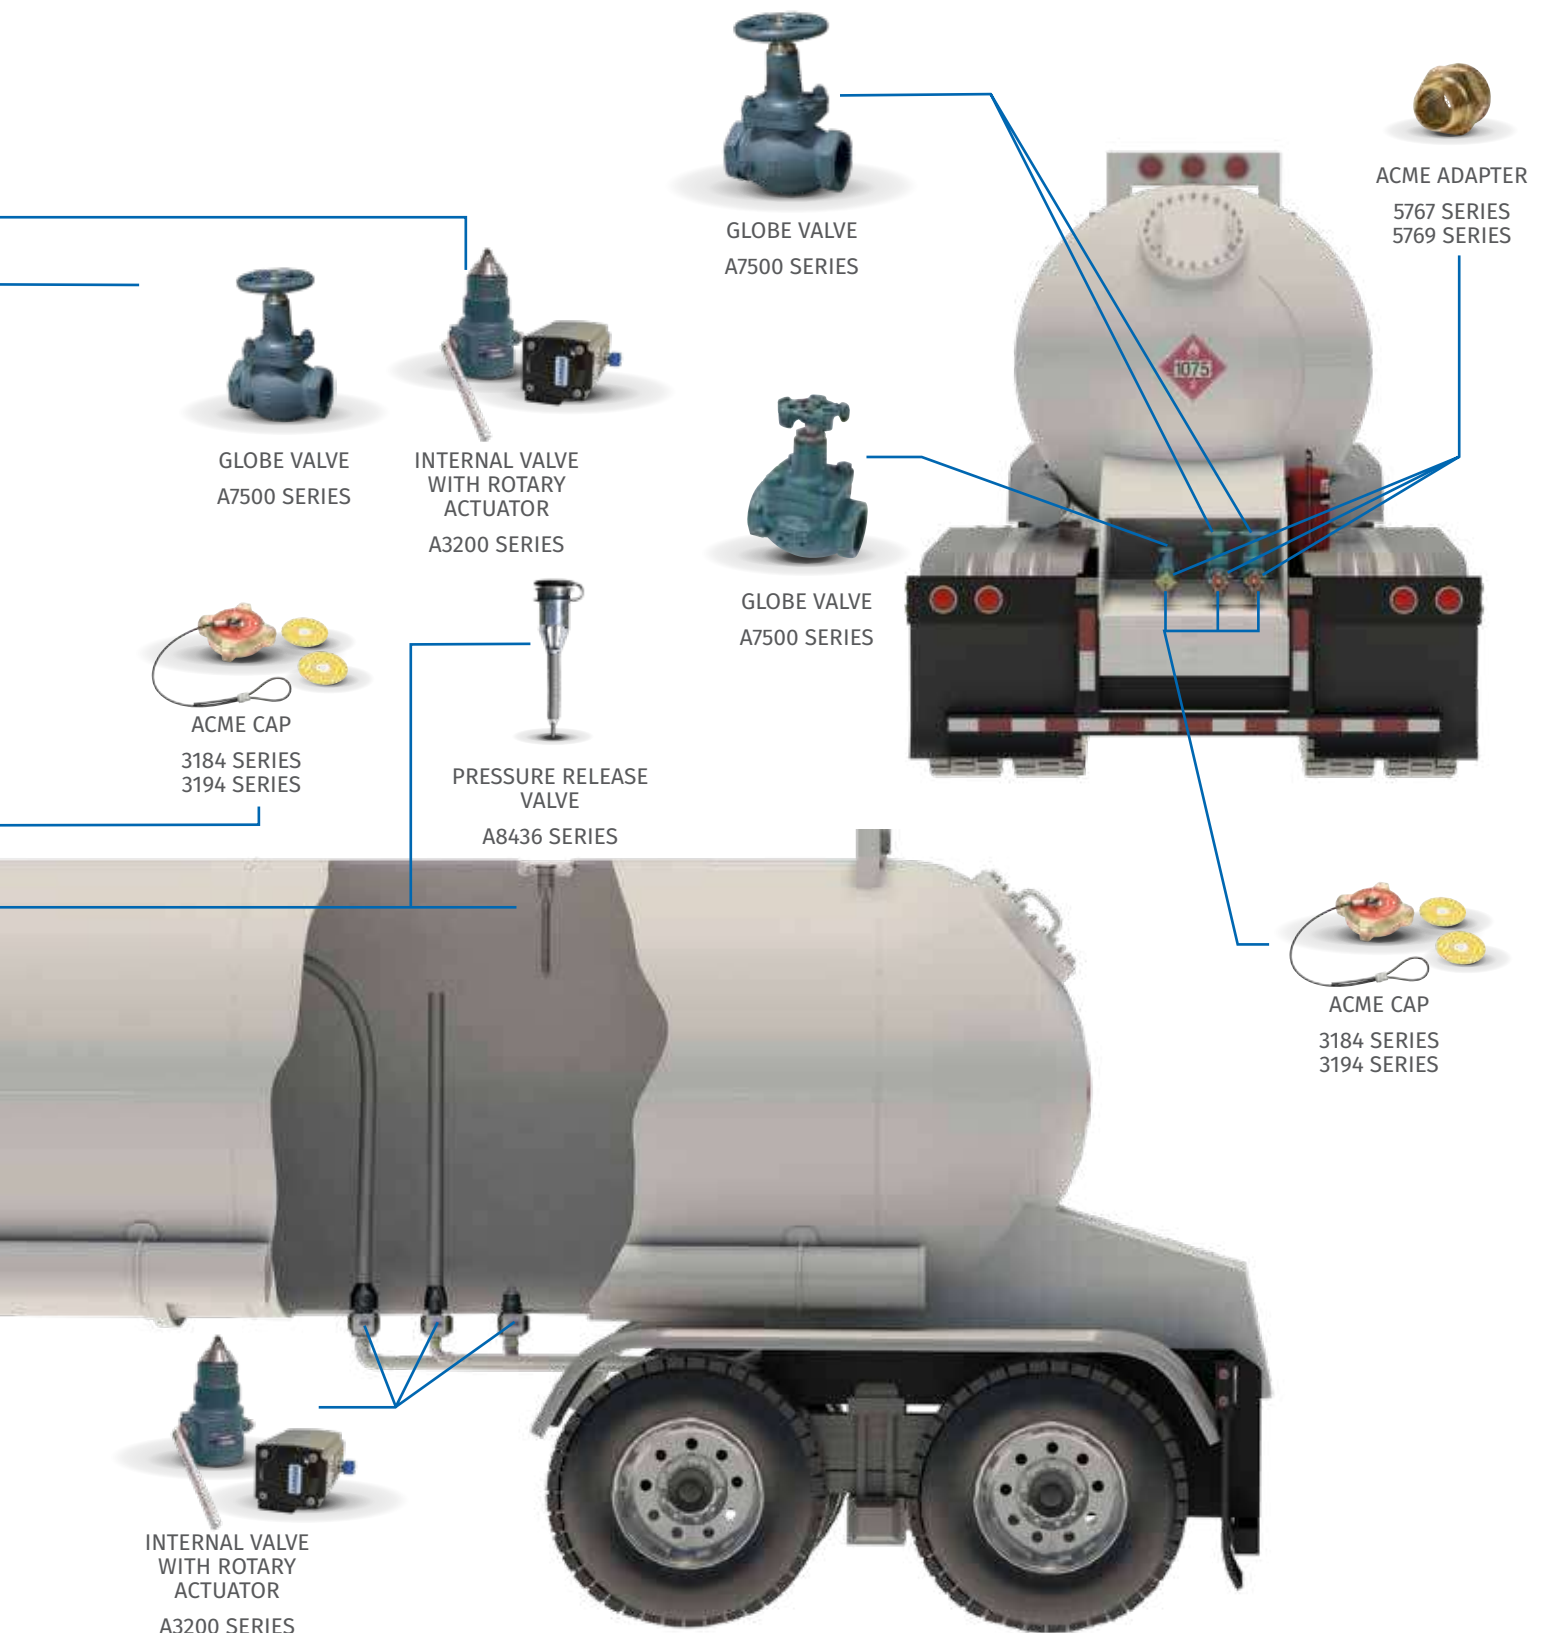 GLOBE VALVE
A7500 SERIES
ACME ADAPTER
5767 SERIES
5769 SERIES
1075
2
GLOBE VALVE
A7500 SERIES
INTERNAL VALVE
WITH ROTARY
ACTUATOR
A3200 SERIES
GLOBE VALVE
A7500 SERIES
ACME CAP
3184 SERIES
3194 SERIES
PRESSURE RELEASE
VALVE
A8436 SERIES
ACME CAP
3184 SERIES
3194 SERIES
INTERNAL VALVE
WITH ROTARY
ACTUATOR
A3200 SERIES